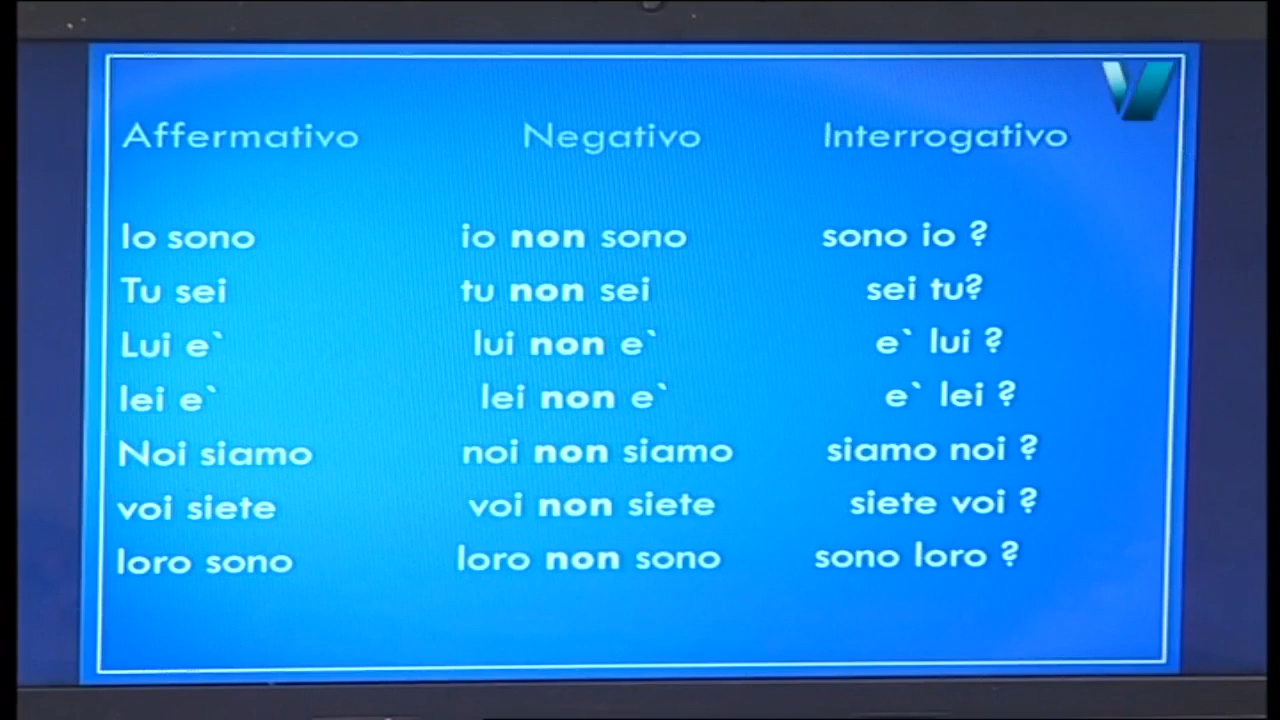 Affermativo Negativo Interrogativo
Io sono io non sono sono io ?
Tu sei tu non sei sei tu?
Lui e` lui non e` e` lui ?
lei e` lei non e` e` lei ?
Noi siamo noi non siamo siamo noi ?
voi siete voi non siete siete voi ?
loro sono loro non sono sono loro ?